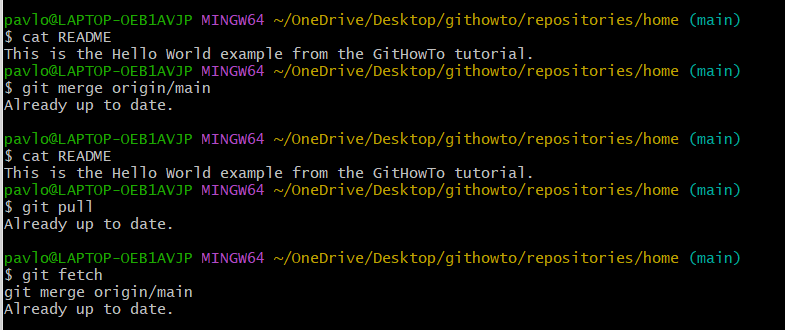 pavlo@LAPTOP-OEB1AVJP MINGW64 ~/OneDrive/Desktop/githowto/repositories/home (main)
$ cat README
This is the Hello World example from the GitHowTo tutorial.
pavlo@LAPTOP-OEB1AVJP MINGW64 ~/OneDrive/Desktop/githowto/repositories/home (main)
$ git merge origin/main
Already up to date.
pavlo@LAPTOP-OEB1AVJP MINGW64 ~/OneDrive/Desktop/githowto/repositories/home (main)
$ cat README
This is the Hello World example from the GitHowTo tutorial.
pavlo@LAPTOP-OEB1AVJP MINGW64 ~/OneDrive/Desktop/githowto/repositories/home (main)
$ git pull
Already up to date.
pavlo@LAPTOP-OEB1AVJP MINGW64 ~/OneDrive/Desktop/githowto/repositories/home (main)
$ git fetch
git merge origin/main
Already up to date.